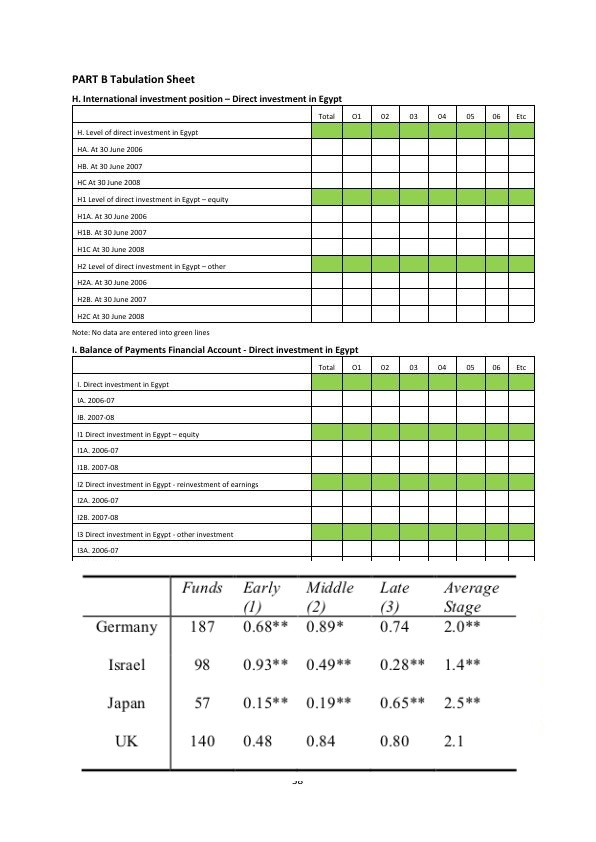 PART B Tabulation Sheet
H. International investment position – Direct investment in Egypt
Total O1 02 03 04 05 06 Etc
H. Level of direct investment in Egypt
HA. At 30 June 2006
HB. At 30 June 2007
HC At 30 June 2008
H1 Level of direct investment in Egypt – equity
H1A. At 30 June 2006
H1B. At 30 June 2007
H1C At 30 June 2008
H2 Level of direct investment in Egypt – other
H2A. At 30 June 2006
H2B. At 30 June 2007
H2C At 30 June 2008
Note: No data are entered into green lines
I. Balance of Payments Financial Account - Direct investment in Egypt
Total O1 02 03 04 05 06 Etc
I. Direct investment in Egypt
IA. 2006-07
IB. 2007-08
I1 Direct investment in Egypt – equity
I1A. 2006-07
I1B. 2007-08
I2 Direct investment in Egypt - reinvestment of earnings
I2A. 2006-07
I2B. 2007-08
I3 Direct investment in Egypt - other investment
I3A. 2006-07
Funds Early Middle Late Average
(1) (2) (3) Stage
Germany 187 0.68** 0.89* 0.74 2.0**
Israel 98 0.93** 0.49** 0.28** 1.4**
Japan 57 0.15** 0.19** 0.65** 2.5**
UK 140 0.48 0.84 0.80 2.1